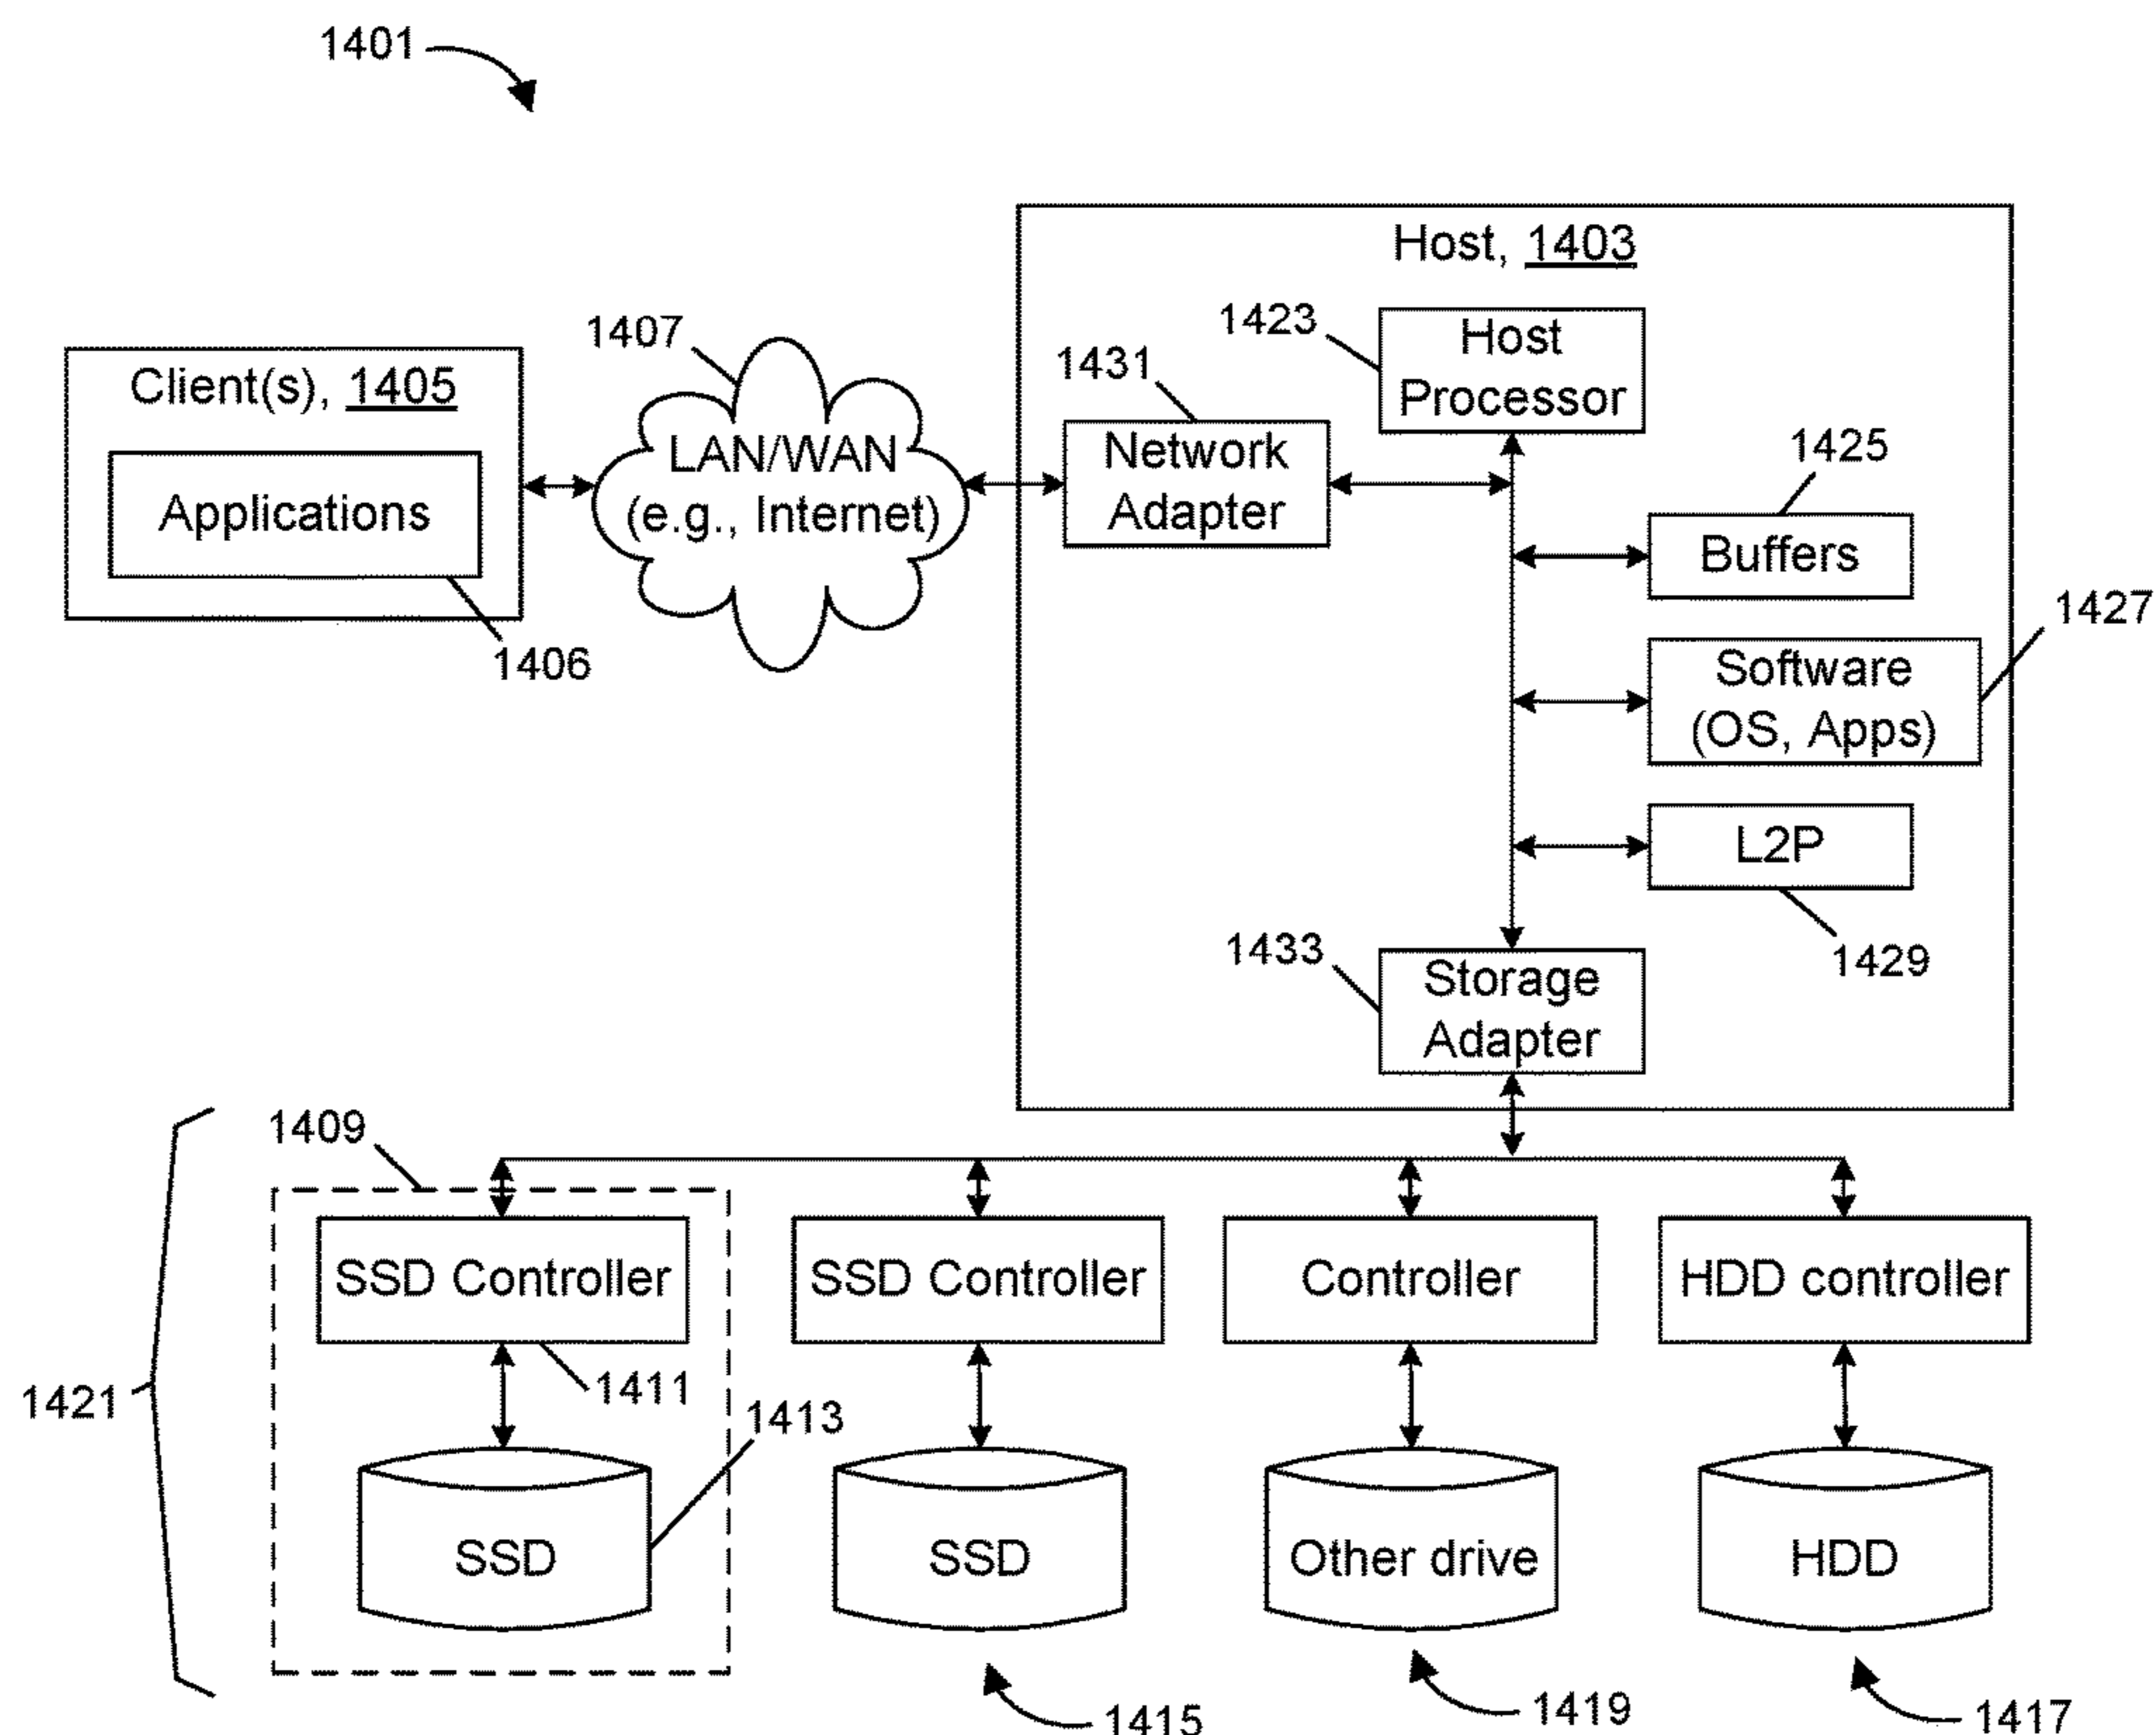 1401
Host, 1403
1423
Host
Processor
1407
1431
Client(s), 1405
Applications
1406
LAN/WAN
(e.g., Internet)
Network
Adapter
1425
Buffers
1427
Software
(OS, Apps)
L2P
1429
1433
Storage
Adapter
1409
SSD Controller
SSD Controller
Controller
HDD controller
1421
1411
1413
SSD
SSD
Other drive
HDD
1415
1419
1417